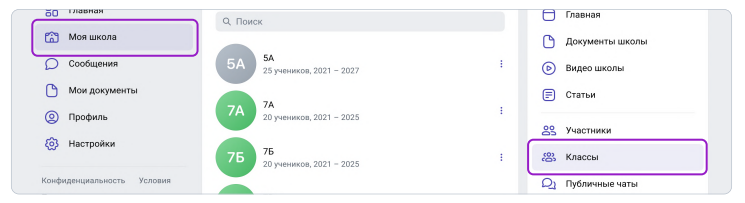 Главная
Моя школа
Сообщения
Мои документы
Профиль
Настройки
Конфиденциальность Условия
Поиск
5А
5А
25 учеников, 2021 – 2027
7А
7А
20 учеников, 2021 – 2025
7Б
7Б
20 учеников, 2021 – 2025
Главная
Документы школы
Видео школы
Статьи
Участники
Классы
Публичные чаты